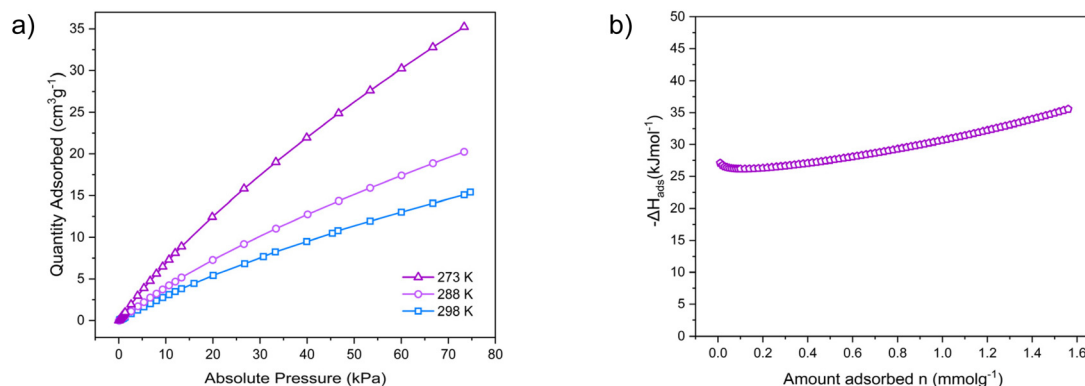 a)
35
30
25
20
15
10
5
0
Quantity Adsorbed (cm³g⁻¹)
273 K
288 K
298 K
0 10 20 30 40 50 60 70 80
Absolute Pressure (kPa)
b)
50
45
40
35
30
25
20
15
10
5
0
-ΔHads(kJmol⁻¹)
0.0 0.2 0.4 0.6 0.8 1.0 1.2 1.4 1.6
Amount adsorbed n (mmolg⁻¹)